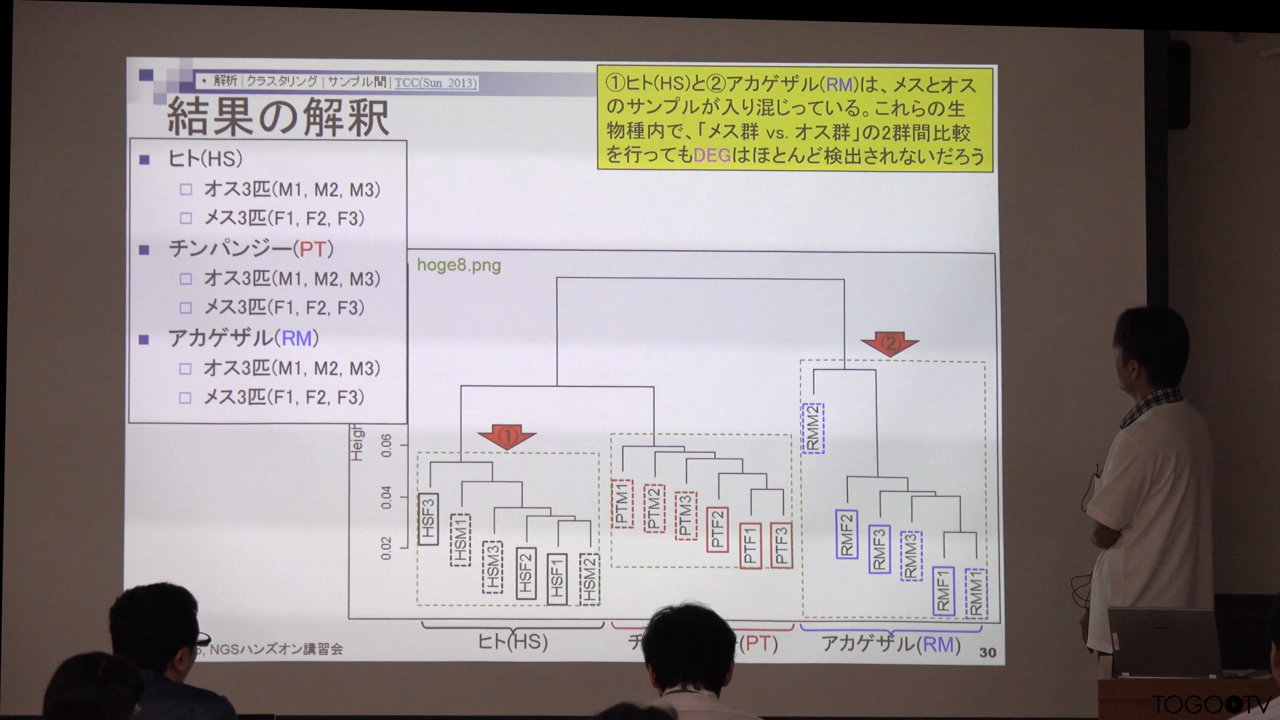 • 解析 | クラスタリング | サンプル間 | TCC(Sun_2013)
結果の解釈
①ヒト(HS)と②アカゲザル(RM)は、メスとオス
のサンプルが入り混じっている。これらの生
物種内で、「メス群 vs. オス群」の2群間比較
を行ってもDEGはほとんど検出されないだろう
■ ヒト(HS)
□ オス3匹(M1, M2, M3)
□ メス3匹(F1, F2, F3)
■ チンパンジー(PT)
□ オス3匹(M1, M2, M3)
□ メス3匹(F1, F2, F3)
■ アカゲザル(RM)
□ オス3匹(M1, M2, M3)
□ メス3匹(F1, F2, F3)
hoge8.png
①
②
0.06
0.04
0.02
HSF3
HSM1
HSM3
HSF2
HSF1
HSM2
PTM1
PTM2
PTM3
PTF2
PTF1
PTF3
RMM2
RMF2
RMF3
RMM3
RMF1
RMM1
ヒト(HS)
(PT)
アカゲザル(RM)
NGSハンズオン講習会
30
TOGOTV